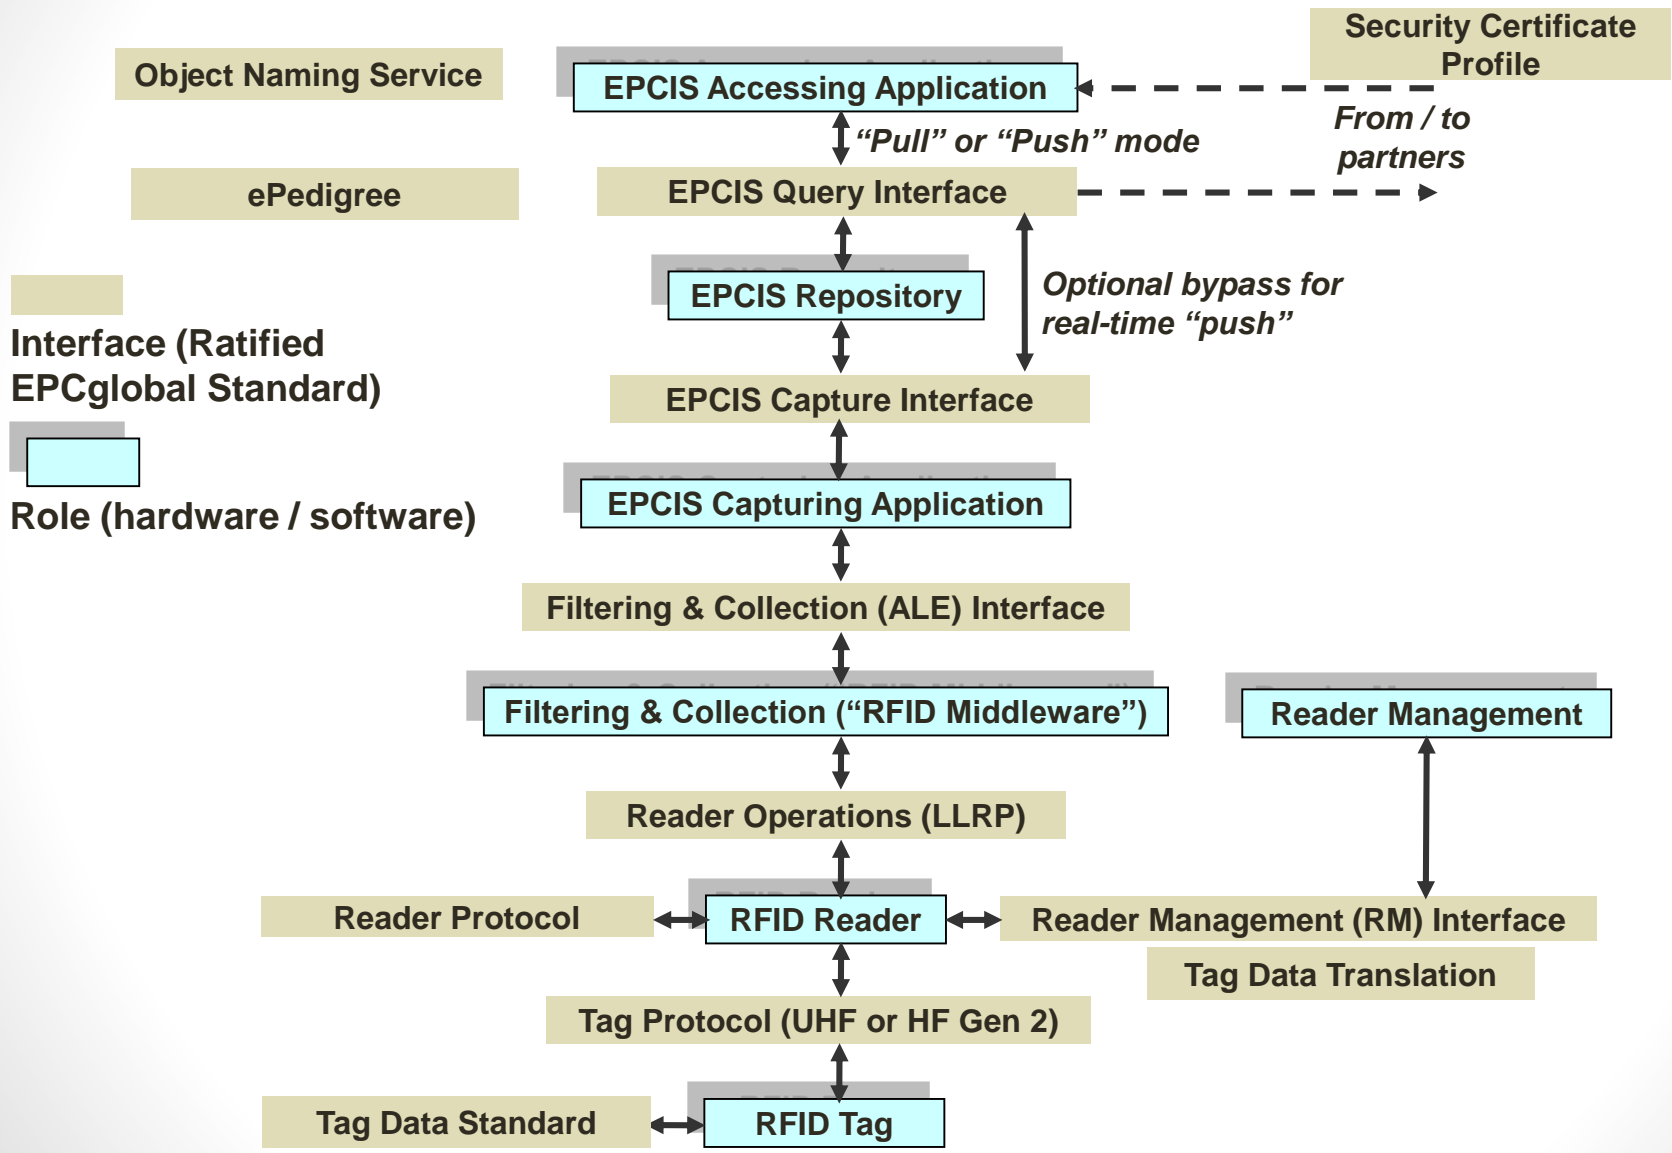 Security Certificate
Profile
Object Naming Service
EPCIS Accessing Application
From / to
partners
“Pull” or “Push” mode
ePedigree
EPCIS Query Interface
EPCIS Repository
Optional bypass for
real-time “push”
Interface (Ratified
EPCglobal Standard)
EPCIS Capture Interface
EPCIS Capturing Application
Role (hardware / software)
Filtering & Collection (ALE) Interface
Filtering & Collection (“RFID Middleware”)
Reader Management
Reader Operations (LLRP)
Reader Protocol
RFID Reader
Reader Management (RM) Interface
Tag Data Translation
Tag Protocol (UHF or HF Gen 2)
Tag Data Standard
RFID Tag